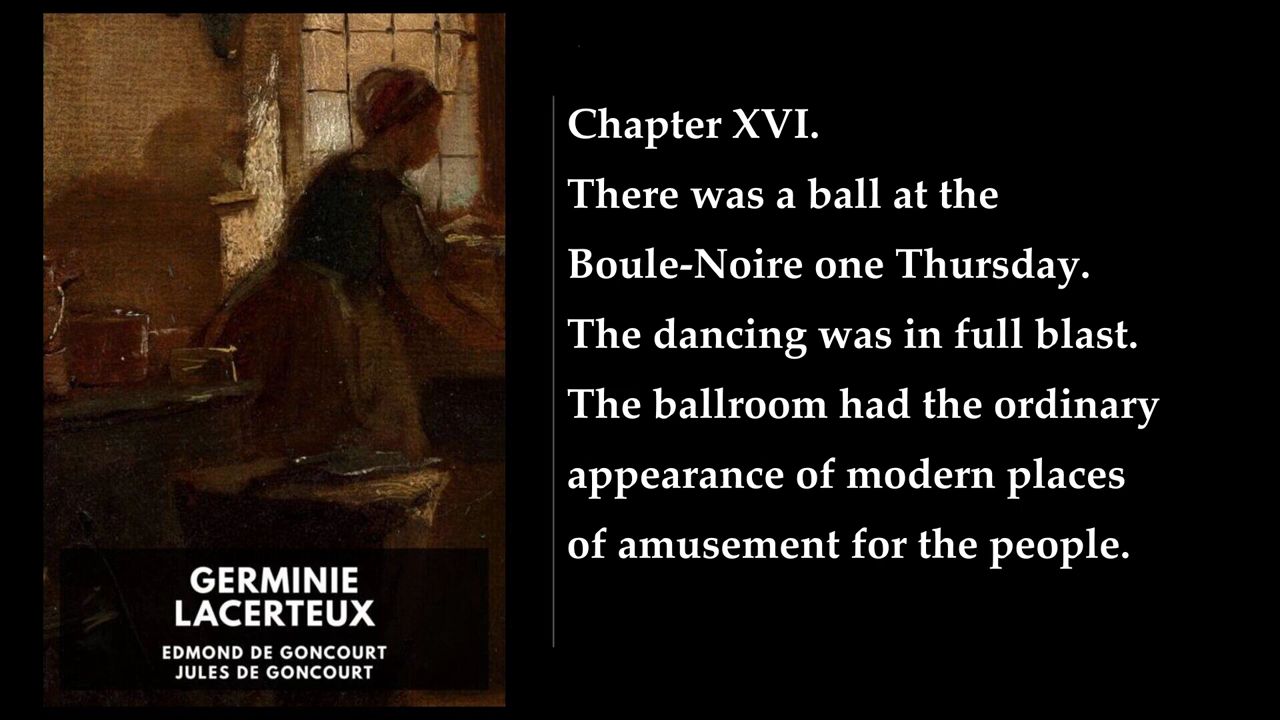 Chapter XVI.
There was a ball at the
Boule-Noire one Thursday.
The dancing was in full blast.
The ballroom had the ordinary
appearance of modern places
of amusement for the people.
GERMINIE
LACERTEUX
EDMOND DE GONCOURT
JULES DE GONCOURT